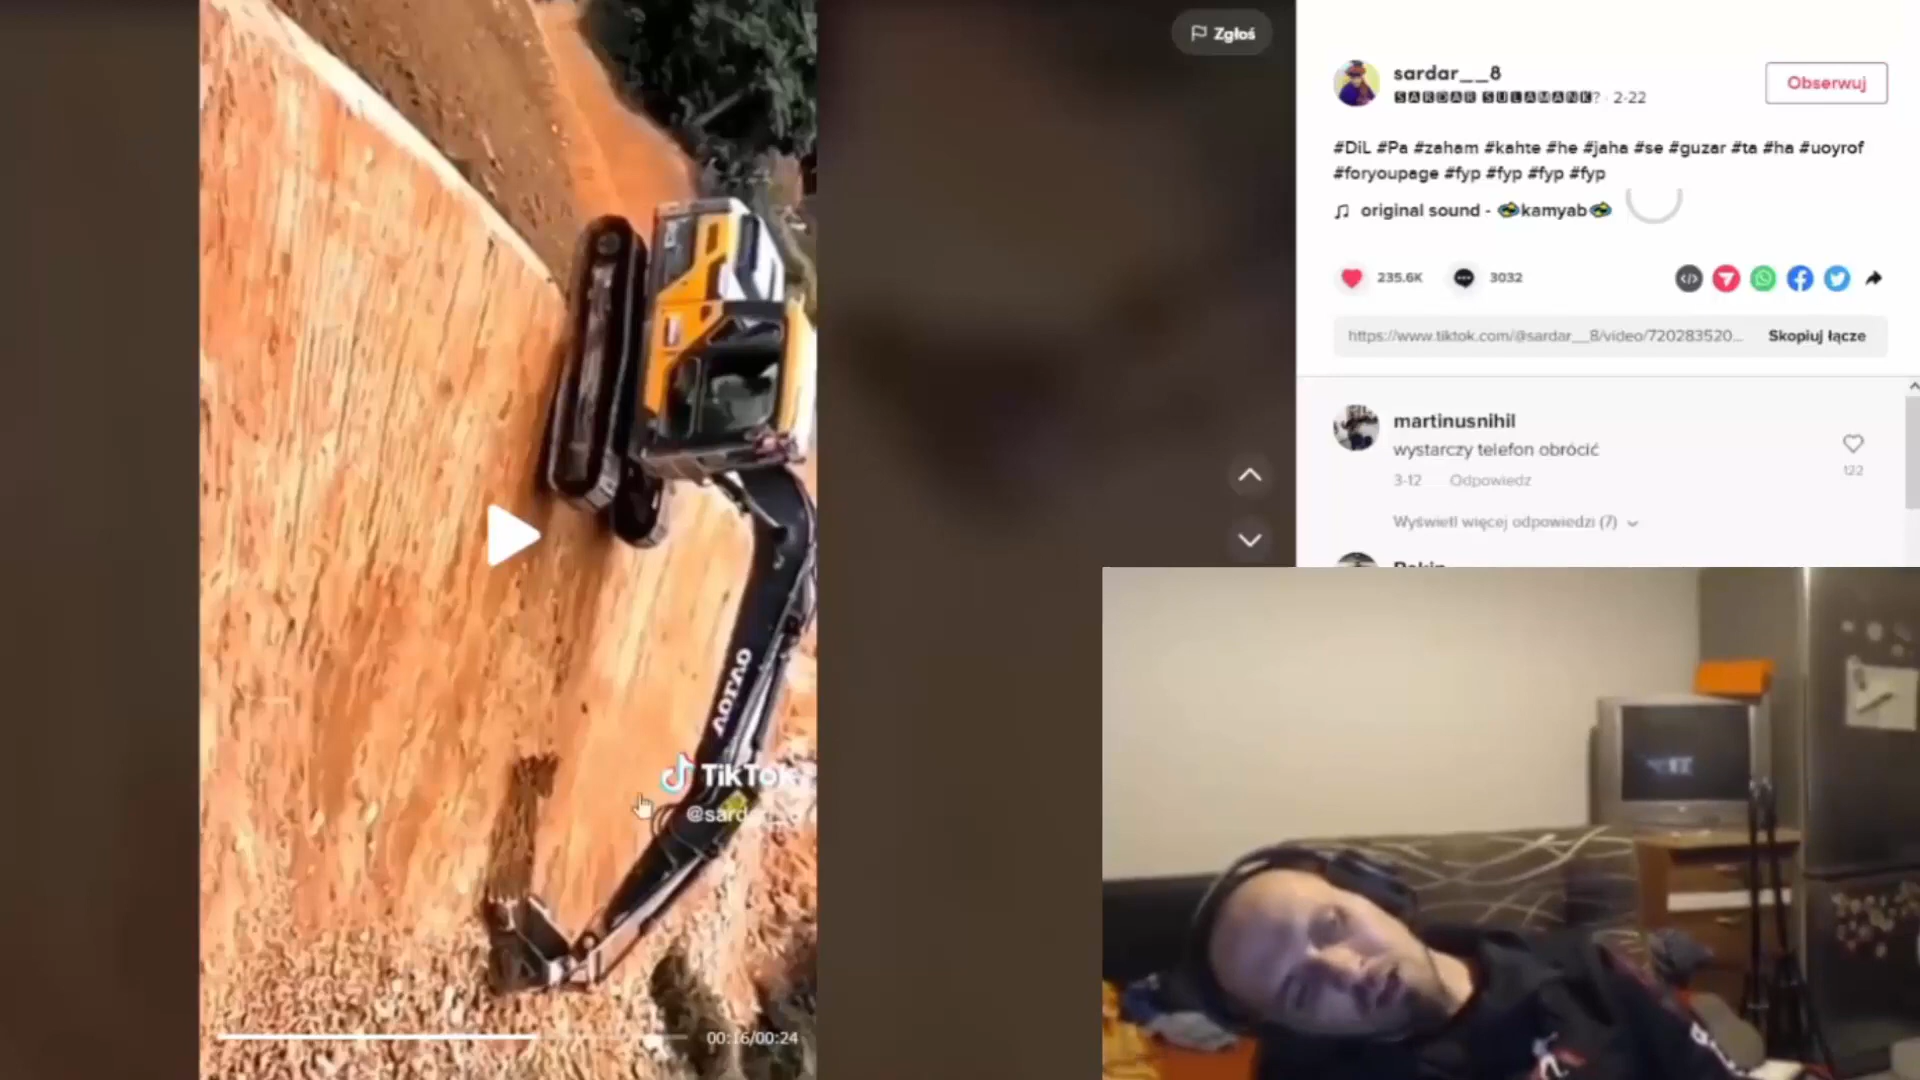 Zgłoś
sardar__8
SARDAR SULAMANK? · 2-22
Obserwuj
#DiL #Pa #zaham #kahte #he #jaha #se #guzar #ta #ha #uoyrof
#foryoupage #fyp #fyp #fyp #fyp
original sound - kamyab
235.6K
3032
https://www.tiktok.com/@sardar__8/video/720283520...
Skopiuj łącze
martinusnihil
wystarczy telefon obrócić
3-12
Odpowiedz
122
Wyświetl więcej odpowiedzi (7)
TikTok
00:16/00:24